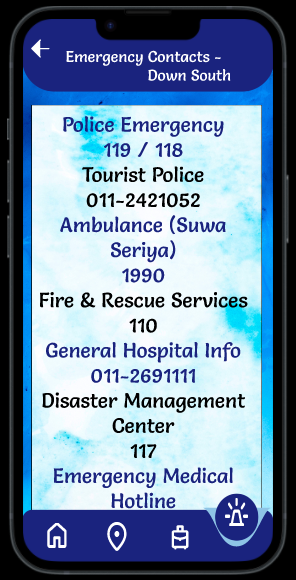 Emergency Contacts -
Down South
Police Emergency
119 / 118
Tourist Police
011-2421052
Ambulance (Suwa
Seriya)
1990
Fire & Rescue Services
110
General Hospital Info
011-2691111
Disaster Management
Center
117
Emergency Medical
Hotline